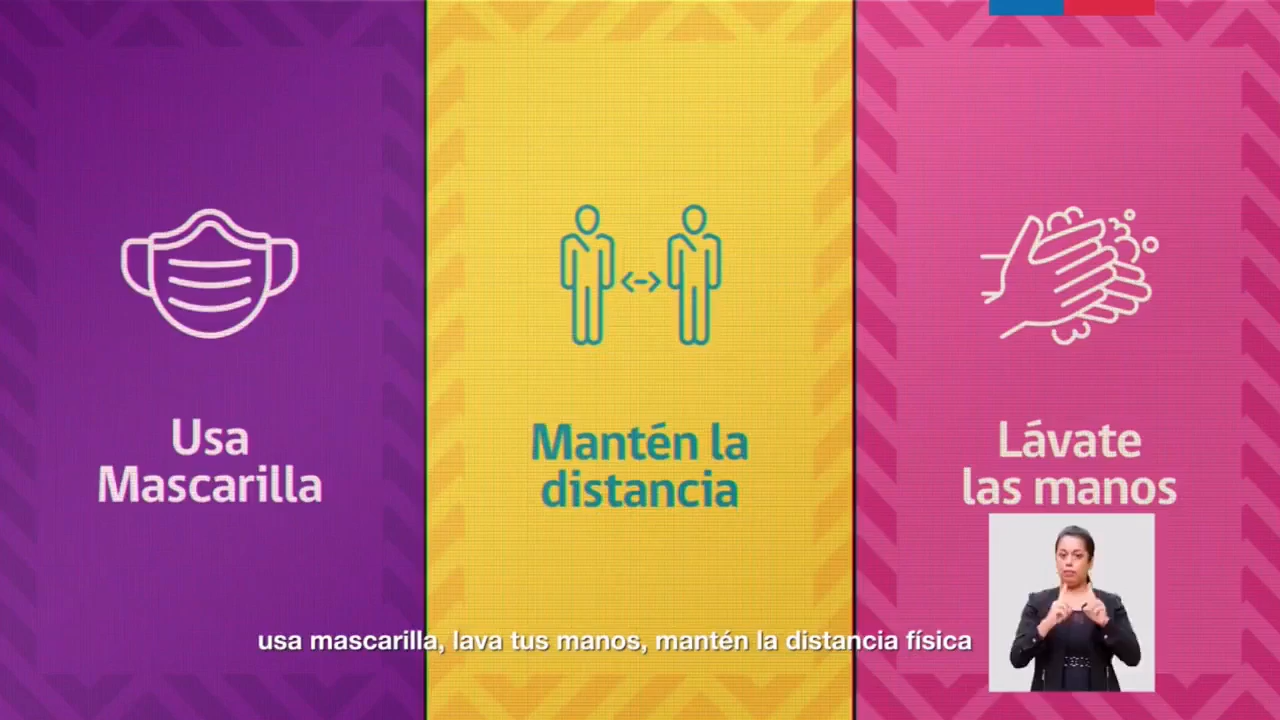 Usa
Mascarilla
Mantén la
distancia
Lávate
las manos
usa mascarilla, lava tus manos, mantén la distancia física